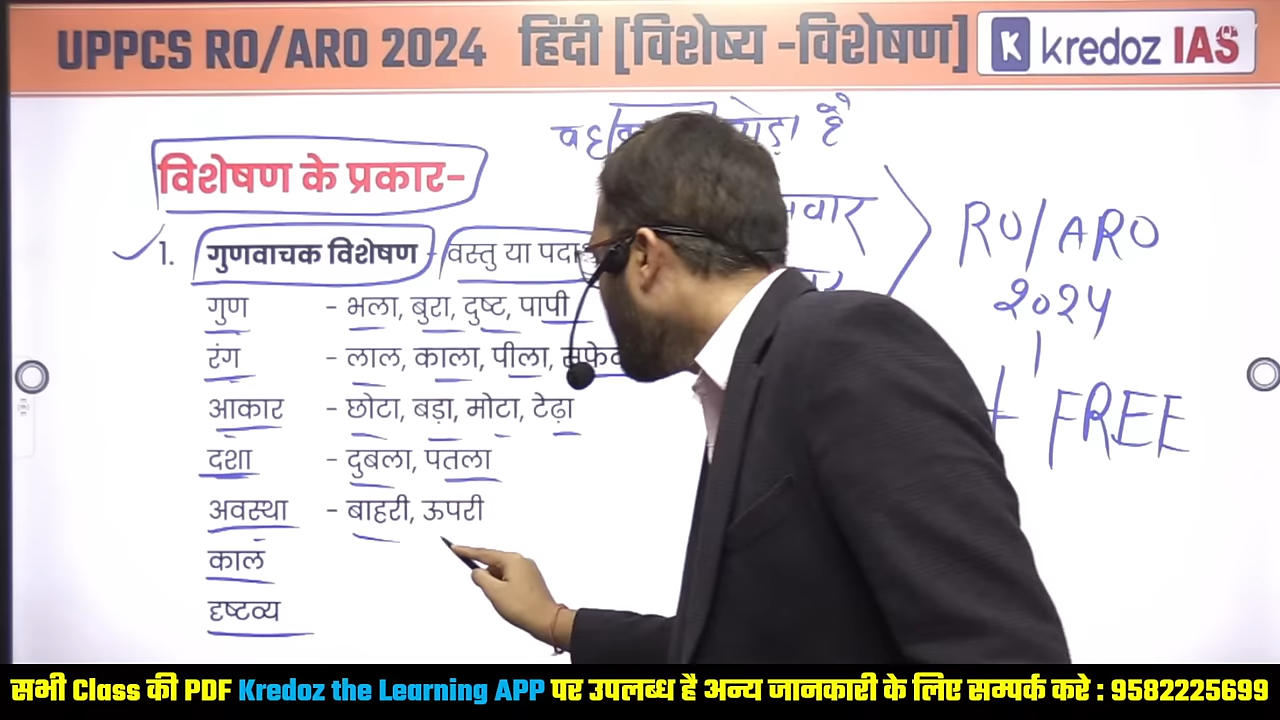 UPPCS RO/ARO 2024 हिंदी [विशेष्य -विशेषण]
kredoz IAS
है
विशेषण के प्रकार-
1. गुणवाचक विशेषण - वस्तु या
गुण - भला, बुरा, दुष्ट, पापी
रंग - लाल, काला, पीला,
आकार - छोटा, बड़ा, मोटा, टेढ़ा
दशा - दुबला, पतला
अवस्था - बाहरी, ऊपरी
काल
दृष्टव्य
RO/ARO
२०२५
FREE
सभी Class की PDF Kredoz the Learning APP पर उपलब्ध है अन्य जानकारी के लिए सम्पर्क करे : 9582225699